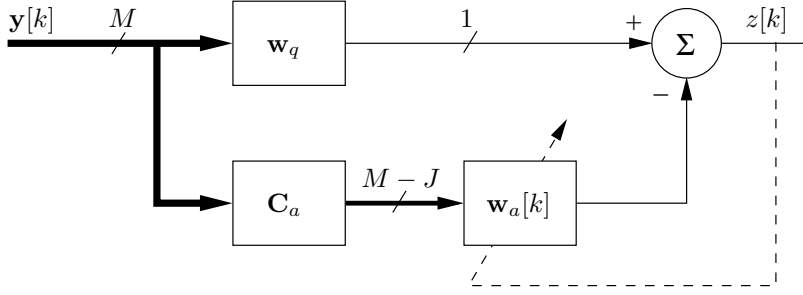 y[k]
M
w_q
1
+
Σ
z[k]
−
C_a
M − J
w_a[k]